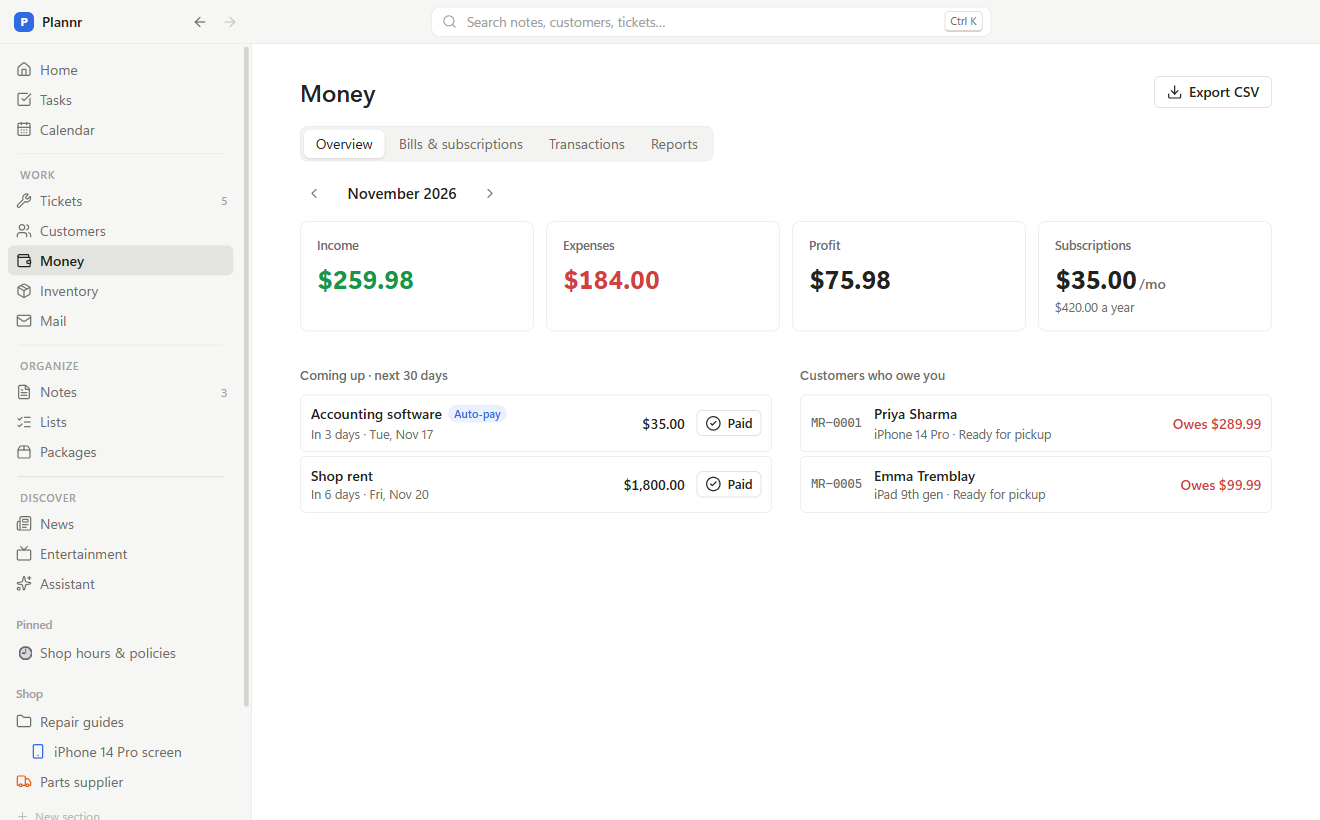 P Plannr
Search notes, customers, tickets... Ctrl K
Home
Tasks
Calendar
WORK
Tickets 5
Customers
Money
Inventory
Mail
ORGANIZE
Notes 3
Lists
Packages
DISCOVER
News
Entertainment
Assistant
Pinned
Shop hours & policies
Shop
Repair guides
iPhone 14 Pro screen
Parts supplier
New section
Money
Export CSV
Overview Bills & subscriptions Transactions Reports
November 2026
Income
$259.98
Expenses
$184.00
Profit
$75.98
Subscriptions
$35.00 /mo
$420.00 a year
Coming up · next 30 days
Accounting software Auto-pay
In 3 days · Tue, Nov 17
$35.00 Paid
Shop rent
In 6 days · Fri, Nov 20
$1,800.00 Paid
Customers who owe you
MR-0001 Priya Sharma
iPhone 14 Pro · Ready for pickup
Owes $289.99
MR-0005 Emma Tremblay
iPad 9th gen · Ready for pickup
Owes $99.99